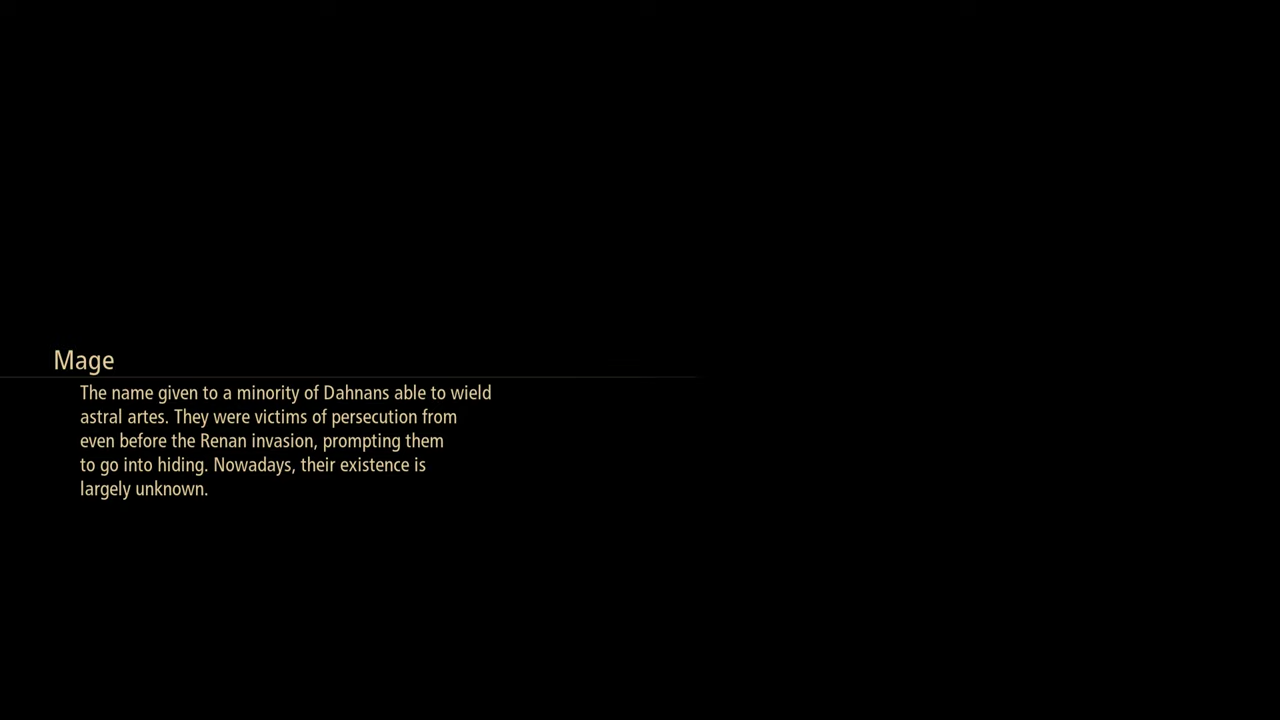 Mage
The name given to a minority of Dahnans able to wield
astral artes. They were victims of persecution from
even before the Renan invasion, prompting them
to go into hiding. Nowadays, their existence is
largely unknown.